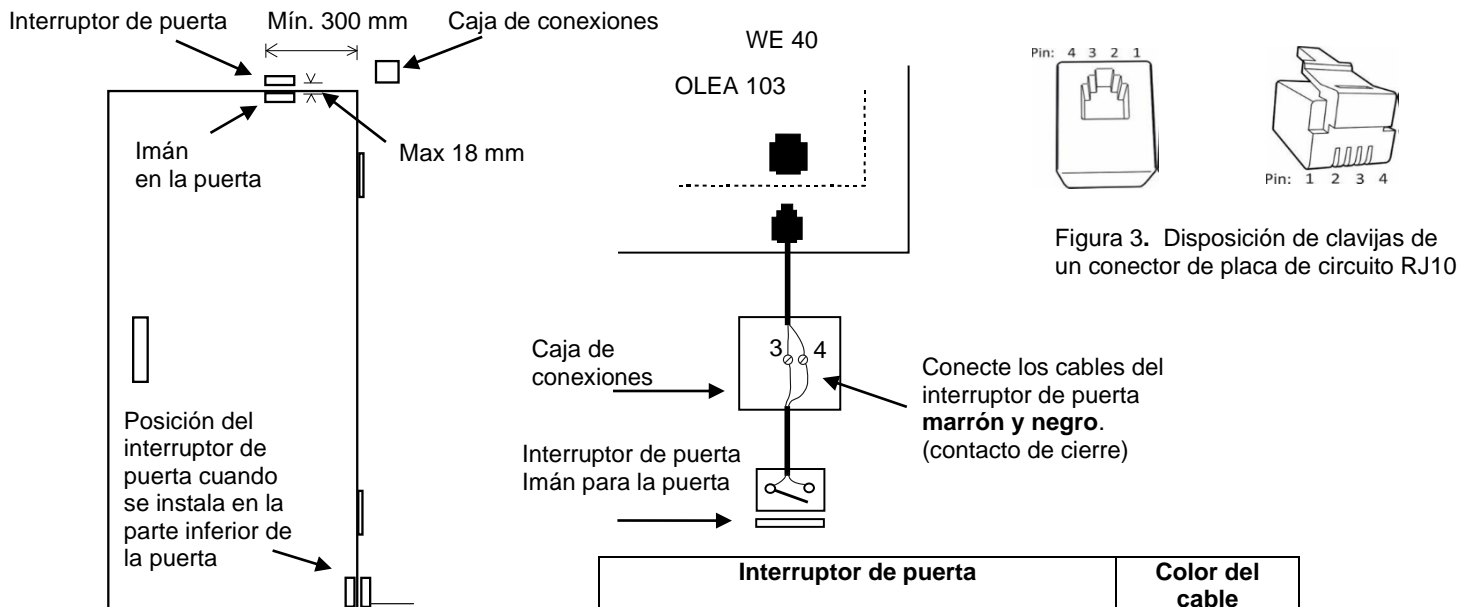 Interruptor de puerta
Mín. 300 mm
Caja de conexiones
Imán
en la puerta
Max 18 mm
Posición del
interruptor de
puerta cuando
se instala en la
parte inferior de
la puerta
WE 40
OLEA 103
Caja de
conexiones
3 4
Conecte los cables del
interruptor de puerta
marrón y negro.
(contacto de cierre)
Interruptor de puerta
Imán para la puerta
Pin: 4 3 2 1
Pin: 1 2 3 4
Figura 3. Disposición de clavijas de
un conector de placa de circuito RJ10
Interruptor de puerta
Color del
cable